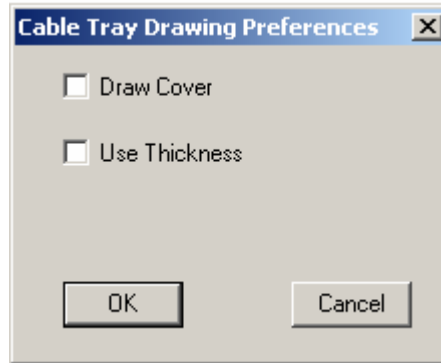 Cable Tray Drawing Preferences
Draw Cover
Use Thickness
OK
Cancel